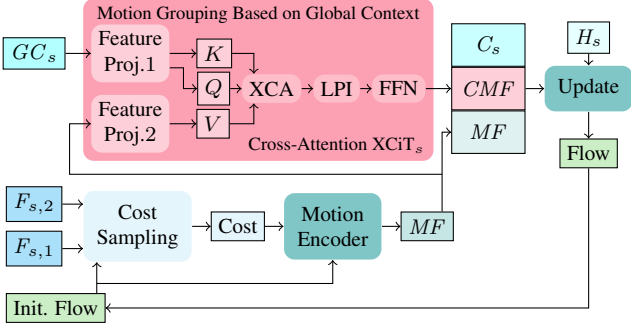 Motion Grouping Based on Global Context
GC_s
Feature
Proj.1
K
Q
V
Feature
Proj.2
XCA
LPI
FFN
Cross-Attention XCiT_s
C_s
CMF
MF
H_s
Update
Flow
F_{s,2}
F_{s,1}
Cost
Sampling
Cost
Motion
Encoder
MF
Init. Flow